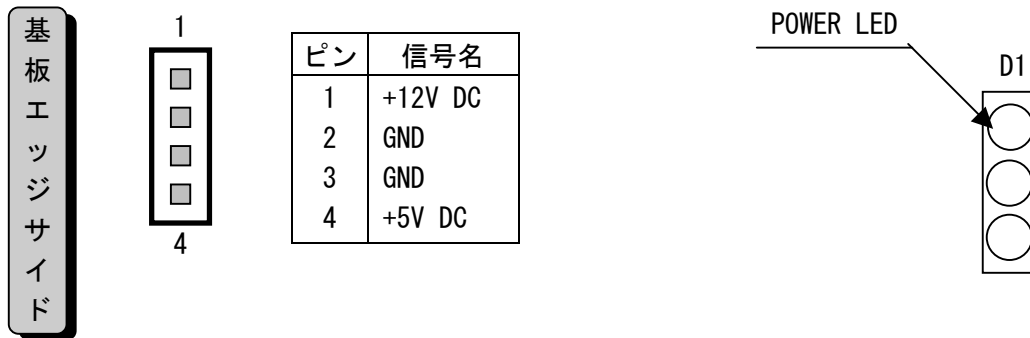 基板エッジサイド
1
4
ピン 信号名
1 +12V DC
2 GND
3 GND
4 +5V DC
POWER LED
D1